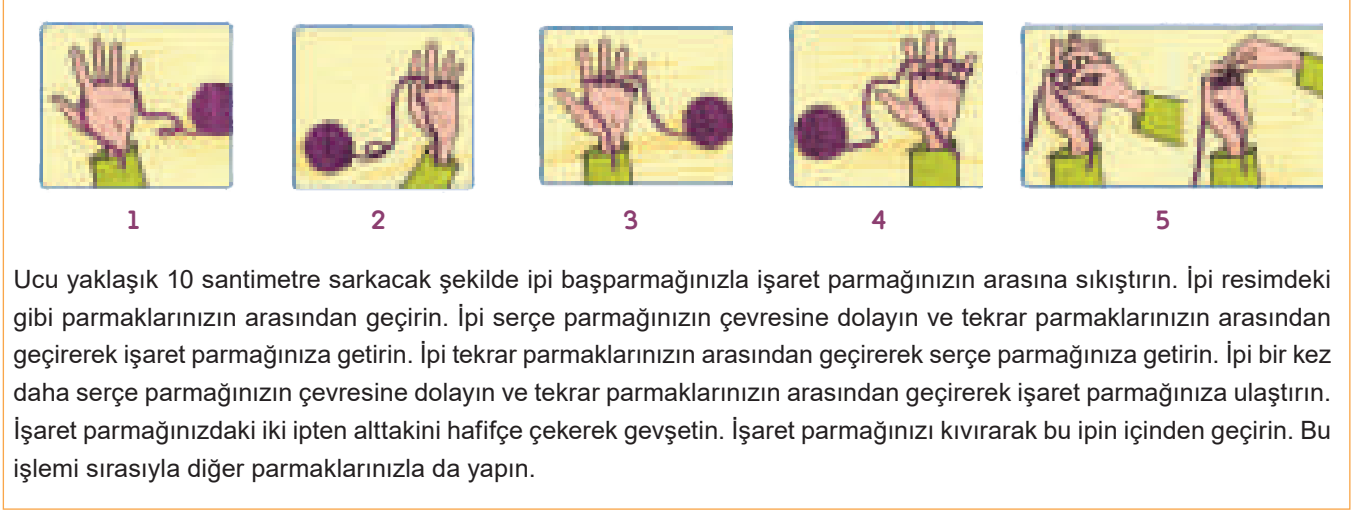 1 2 3 4 5
Ucu yaklaşık 10 santimetre sarkacak şekilde ipi başparmağınızla işaret parmağınızın arasına sıkıştırın. İpi resimdeki
gibi parmaklarınızın arasından geçirin. İpi serçe parmağınızın çevresine dolayın ve tekrar parmaklarınızın arasından
geçirerek işaret parmağınıza getirin. İpi tekrar parmaklarınızın arasından geçirerek serçe parmağınıza getirin. İpi bir kez
daha serçe parmağınızın çevresine dolayın ve tekrar parmaklarınızın arasından geçirerek işaret parmağınıza ulaştırın.
İşaret parmağınızdaki iki ipten alttakini hafifçe çekerek gevşetin. İşaret parmağınızı kıvırarak bu ipin içinden geçirin. Bu
işlemi sırasıyla diğer parmaklarınızla da yapın.